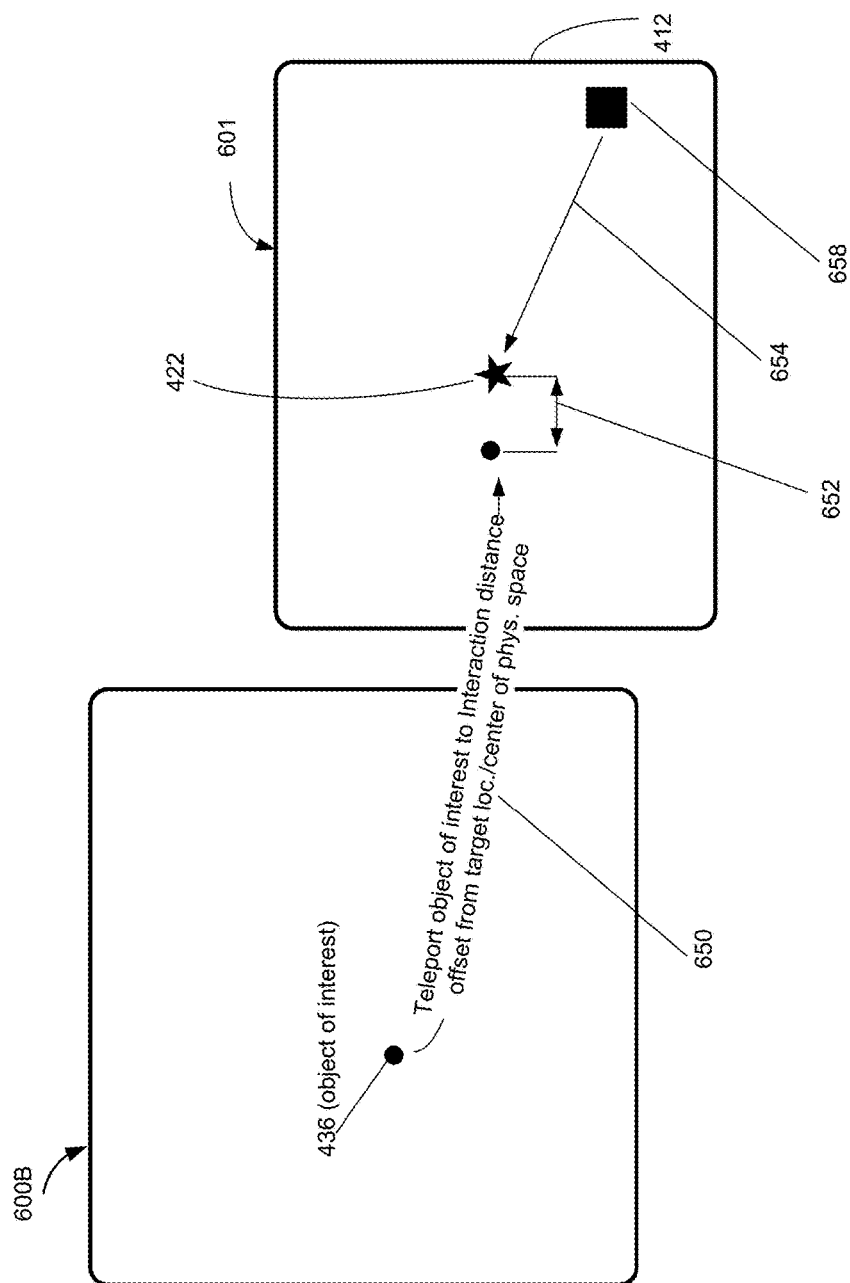 600B
436 (object of interest)
Teleport object of interest to Interaction distance
offset from target loc./center of phys. space
650
601
422
412
658
654
652